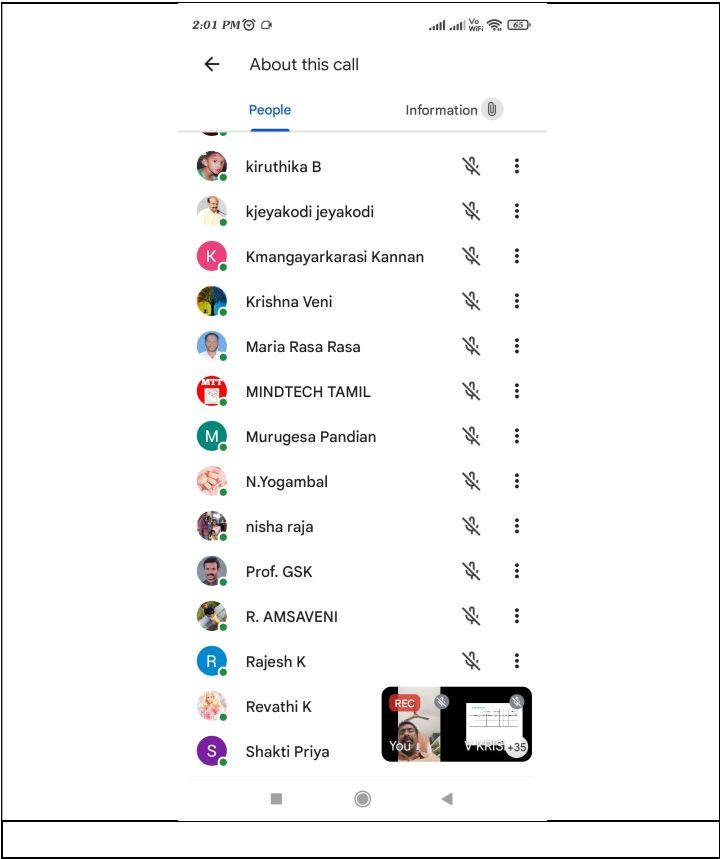 2:01 PM
Vo
WiFi
65
About this call
People
Information
kiruthika B
kjeyakodi jeyakodi
K
Kmangayarkarasi Kannan
Krishna Veni
Maria Rasa Rasa
MTT
MINDTECH TAMIL
M
Murugesa Pandian
N.Yogambal
nisha raja
Prof. GSK
R. AMSAVENI
R
Rajesh K
Revathi K
REC
You
V KRIS
+35
S
Shakti Priya